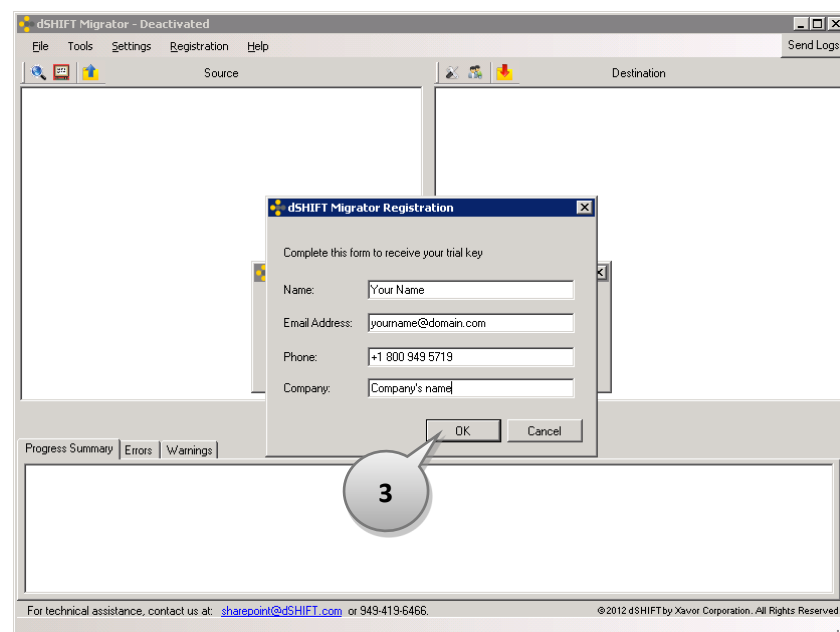 dSHIFT Migrator - Deactivated
File Tools Settings Registration Help
Send Logs
Source
Destination
dSHIFT Migrator Registration
Complete this form to receive your trial key
Name: Your Name
Email Address: yourname@domain.com
Phone: +1 800 949 5719
Company: Company's name
OK Cancel
3
Progress Summary Errors Warnings
For technical assistance, contact us at: sharepoint@dSHIFT.com or 949-419-6466.
©2012 dSHIFT by Xavor Corporation. All Rights Reserved